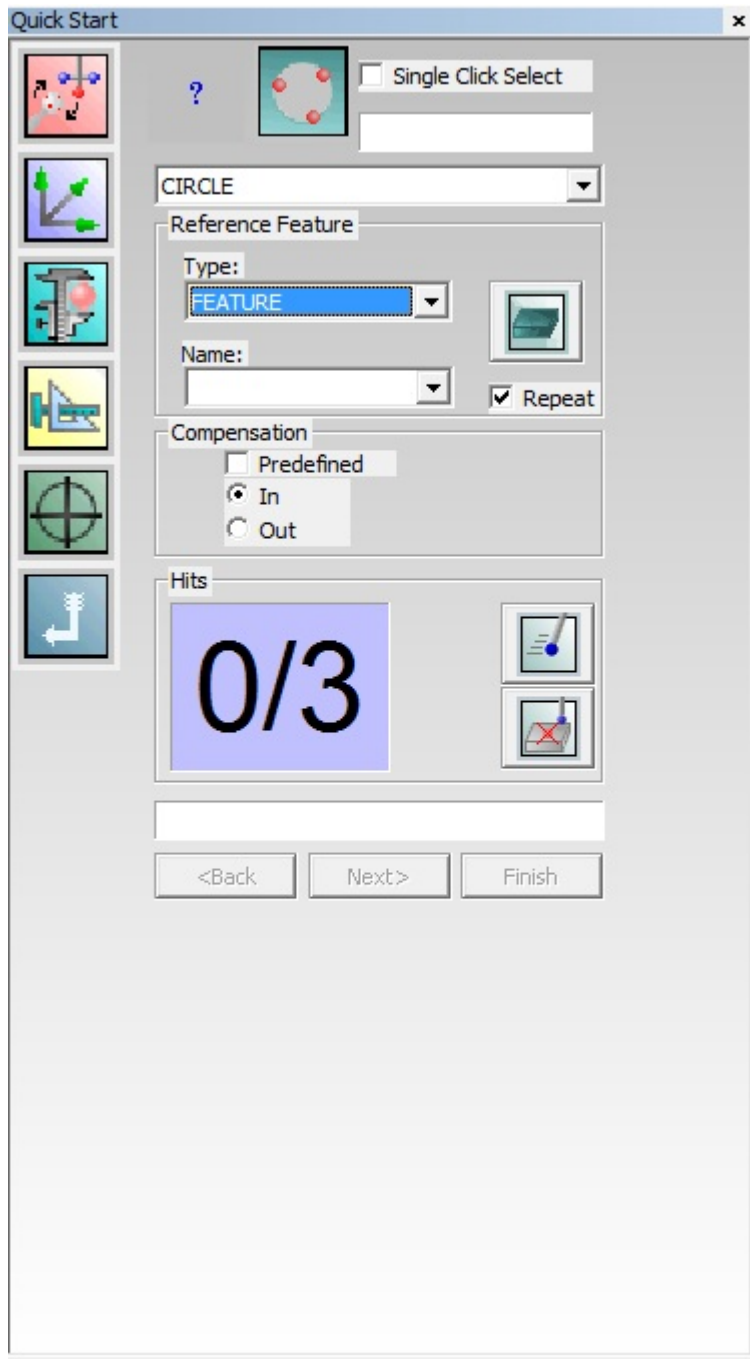 Quick Start
?
Single Click Select
CIRCLE
Reference Feature
Type:
FEATURE
Name:
Repeat
Compensation
Predefined
In
Out
Hits
0/3
<Back Next> Finish